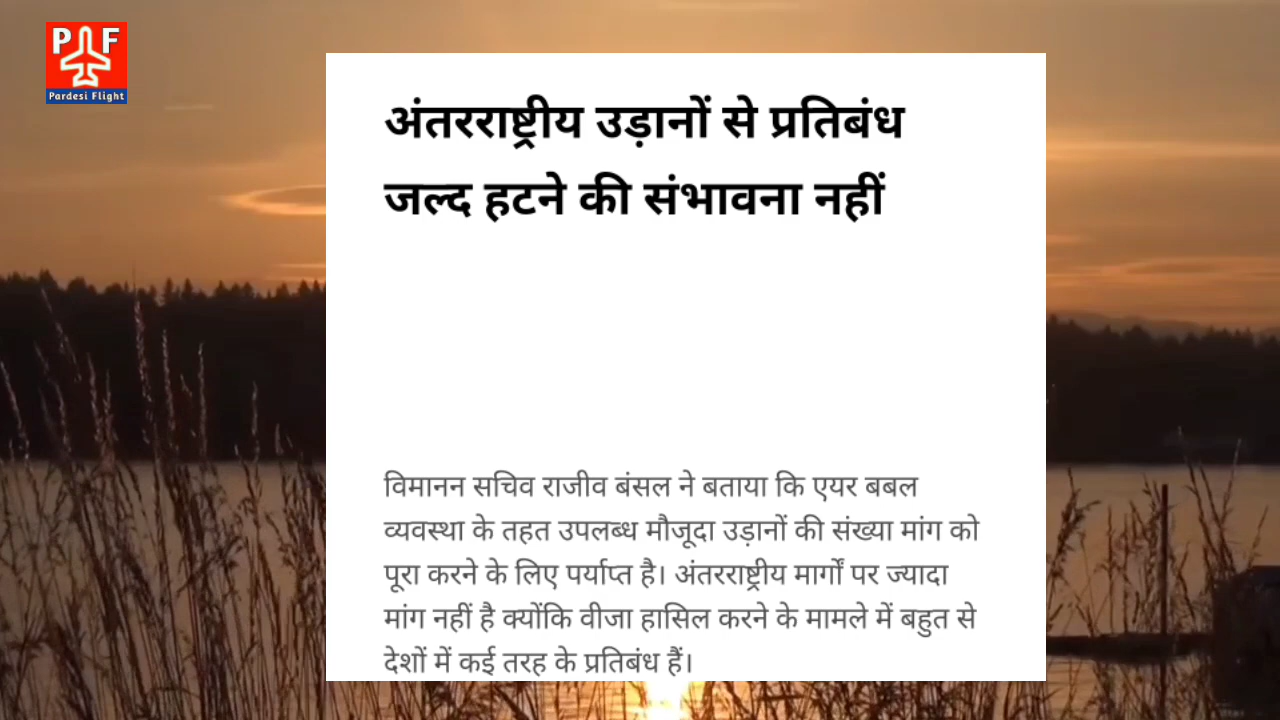 P F
Pardesi Flight
अंतरराष्ट्रीय उड़ानों से प्रतिबंध
जल्द हटने की संभावना नहीं
विमानन सचिव राजीव बंसल ने बताया कि एयर बबल
व्यवस्था के तहत उपलब्ध मौजूदा उड़ानों की संख्या मांग को
पूरा करने के लिए पर्याप्त है। अंतरराष्ट्रीय मार्गों पर ज्यादा
मांग नहीं है क्योंकि वीजा हासिल करने के मामले में बहुत से
देशों में कई तरह के प्रतिबंध हैं।